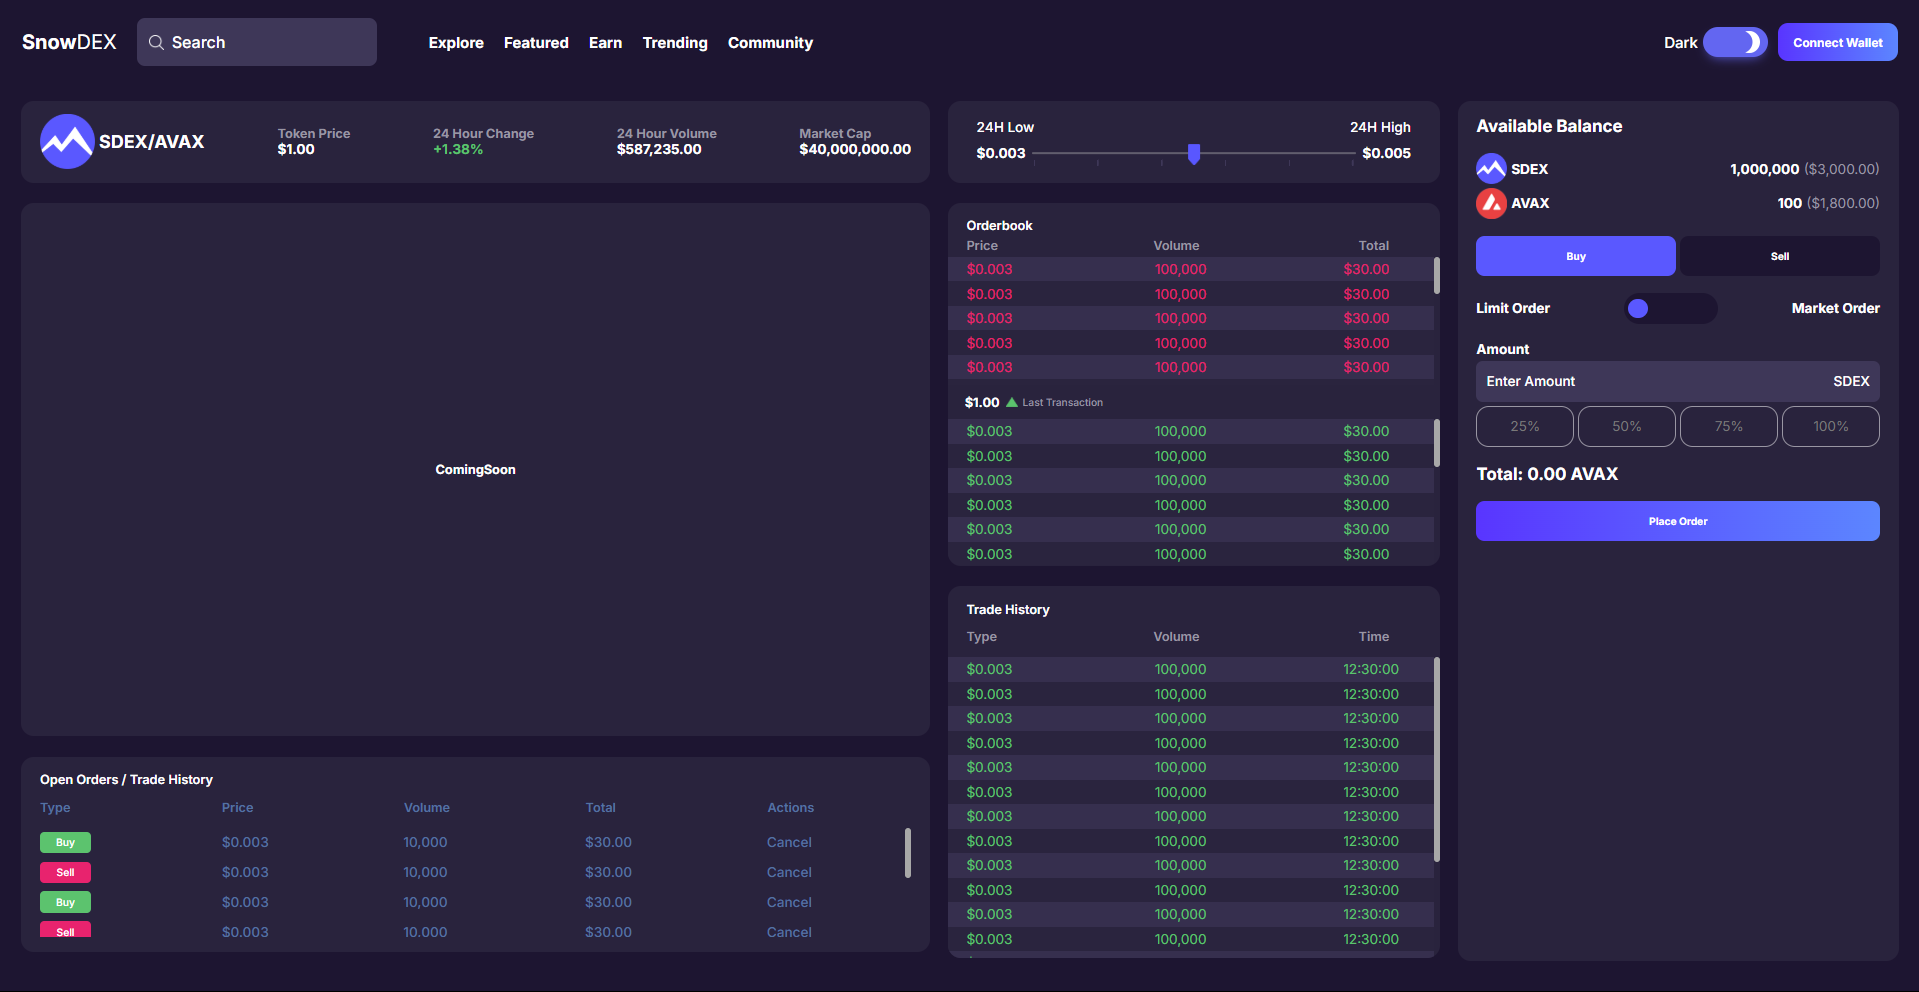 SnowDEX
Search
Explore Featured Earn Trending Community
Dark
Connect Wallet
SDEX/AVAX
Token Price
$1.00
24 Hour Change
+1.38%
24 Hour Volume
$587,235.00
Market Cap
$40,000,000.00
ComingSoon
Open Orders / Trade History
Type Price Volume Total Actions
Buy $0.003 10,000 $30.00 Cancel
Sell $0.003 10,000 $30.00 Cancel
Buy $0.003 10,000 $30.00 Cancel
Sell $0.003 10.000 $30.00 Cancel
24H Low 24H High
$0.003 $0.005
Orderbook
Price Volume Total
$0.003 100,000 $30.00
$0.003 100,000 $30.00
$0.003 100,000 $30.00
$0.003 100,000 $30.00
$0.003 100,000 $30.00
$1.00 Last Transaction
$0.003 100,000 $30.00
$0.003 100,000 $30.00
$0.003 100,000 $30.00
$0.003 100,000 $30.00
$0.003 100,000 $30.00
$0.003 100,000 $30.00
Trade History
Type Volume Time
$0.003 100,000 12:30:00
$0.003 100,000 12:30:00
$0.003 100,000 12:30:00
$0.003 100,000 12:30:00
$0.003 100,000 12:30:00
$0.003 100,000 12:30:00
$0.003 100,000 12:30:00
$0.003 100,000 12:30:00
$0.003 100,000 12:30:00
$0.003 100,000 12:30:00
$0.003 100,000 12:30:00
$0.003 100,000 12:30:00
Available Balance
SDEX 1,000,000 ($3,000.00)
AVAX 100 ($1,800.00)
Buy Sell
Limit Order Market Order
Amount
Enter Amount SDEX
25% 50% 75% 100%
Total: 0.00 AVAX
Place Order